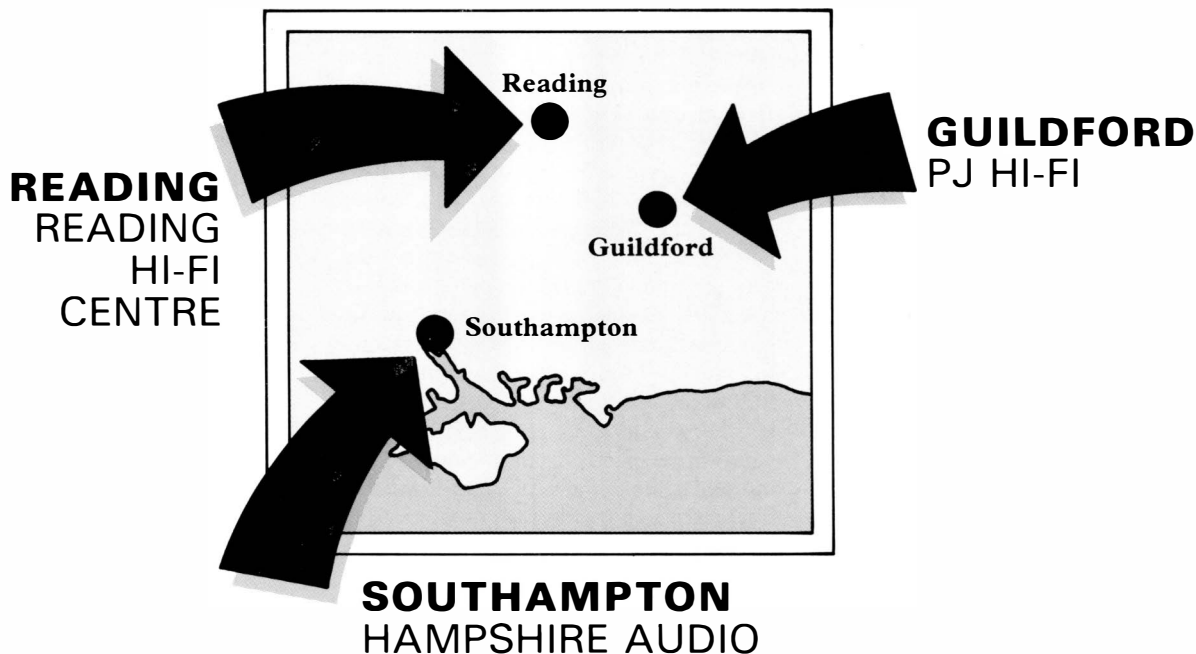 Reading
GUILDFORD
PJ HI-FI
READING
READING
HI-FI
CENTRE
Guildford
Southampton
SOUTHAMPTON
HAMPSHIRE AUDIO